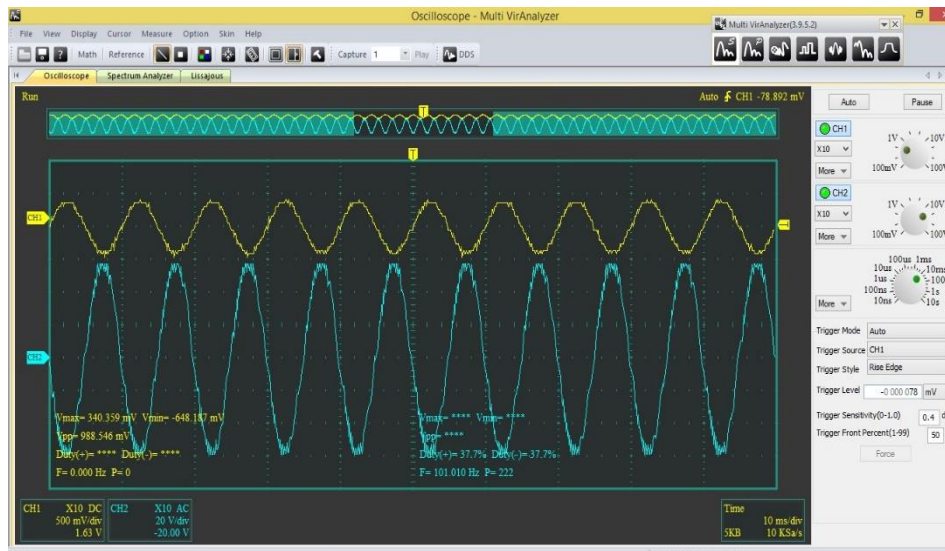 Oscilloscope - Multi VirAnalyzer
Multi VirAnalyzer(3.9.5.2)
File View Display Cursor Measure Option Skin Help
Math Reference Capture 1 Play DDS
Oscilloscope Spectrum Analyzer Lissajous
Run
Auto CH1 -78.892 mV
T
T
CH1
CH2
Vmax= 340.359 mV Vmin= -648.187 mV
Vpp= 988.546 mV
Duty(+)= **** Duty(-)= ****
F= 0.000 Hz P= 0
Vmax= **** Vmin= ****
Vpp= ****
Duty(+)= 37.7% Duty(-)= 37.7%
F= 101.010 Hz P= 222
CH1 X10 DC
500 mV/div
1.63 V
CH2 X10 AC
20 V/div
-20.00 V
Time
10 ms/div
5KB 10 KSa/s
Auto Pause
CH1
X10
More
1V 10V
100mV 100V
CH2
X10
More
1V 10V
100mV 100V
100us 1ms
10us 10ms
1us 100
100ns 1s
10ns 10s
More
Trigger Mode Auto
Trigger Source CH1
Trigger Style Rise Edge
Trigger Level -0 000 078 mV
Trigger Sensitivity(0-1.0) 0.4 d
Trigger Front Percent(1-99) 50
Force